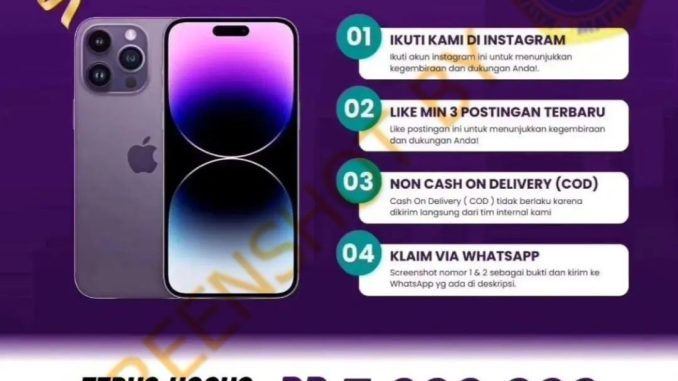 01
IKUTI KAMI DI INSTAGRAM
Ikuti akun instagram ini untuk menunjukkan
kegembiraan dan dukungan Anda!.
02
LIKE MIN 3 POSTINGAN TERBARU
Like postingan ini untuk menunjukkan kegembiraan
dan dukungan Anda!
03
NON CASH ON DELIVERY (COD)
Cash On Delivery ( COD ) tidak berlaku karena
dikirim langsung dari tim internal kami
04
KLAIM VIA WHATSAPP
Screenshot nomor 1 & 2 sebagai bukti dan kirim ke
WhatsApp yg ada di deskripsi.
REENSHOT BY
RP